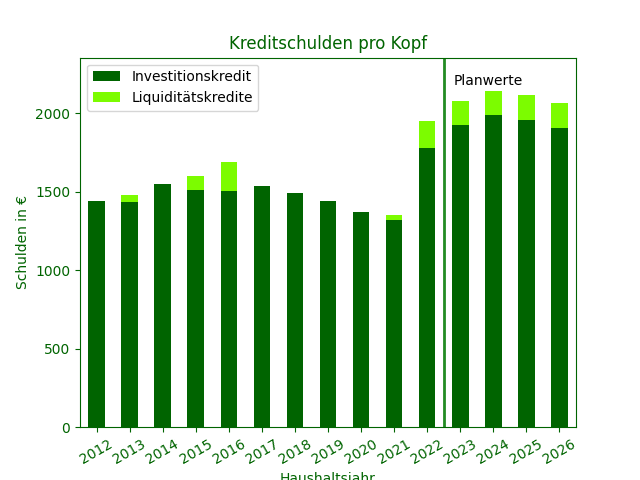 Kreditschulden pro Kopf
Investitionskredit
Liquiditätskredite
Planwerte
Schulden in €
2000
1500
1000
500
0
2012 2013 2014 2015 2016 2017 2018 2019 2020 2021 2022 2023 2024 2025 2026
Haushaltsjahr